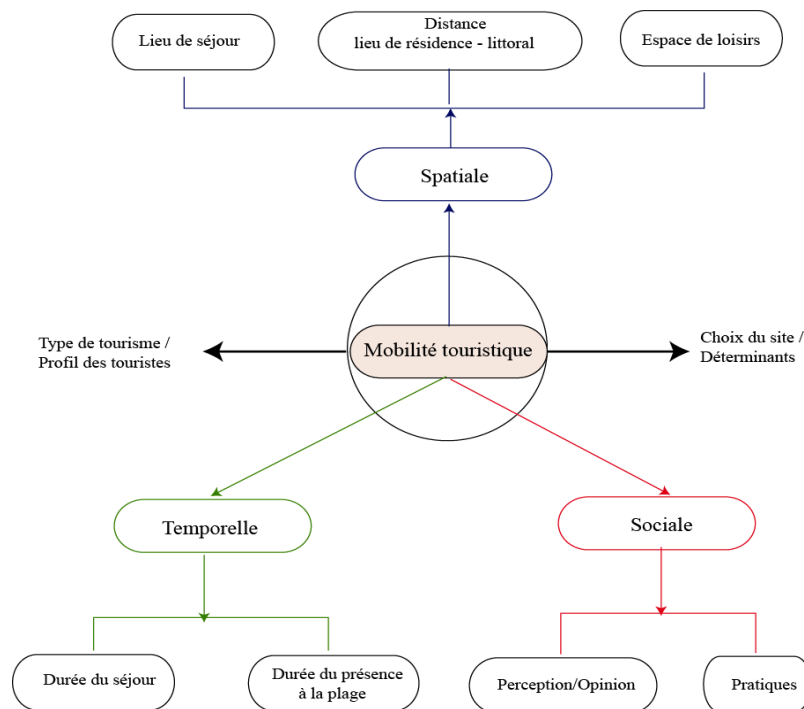 Lieu de séjour
Distance
lieu de résidence - littoral
Espace de loisirs
Spatiale
Type de tourisme /
Profil des touristes
Mobilité touristique
Choix du site /
Déterminants
Temporelle
Sociale
Durée du séjour
Durée du présence
à la plage
Perception/Opinion
Pratiques